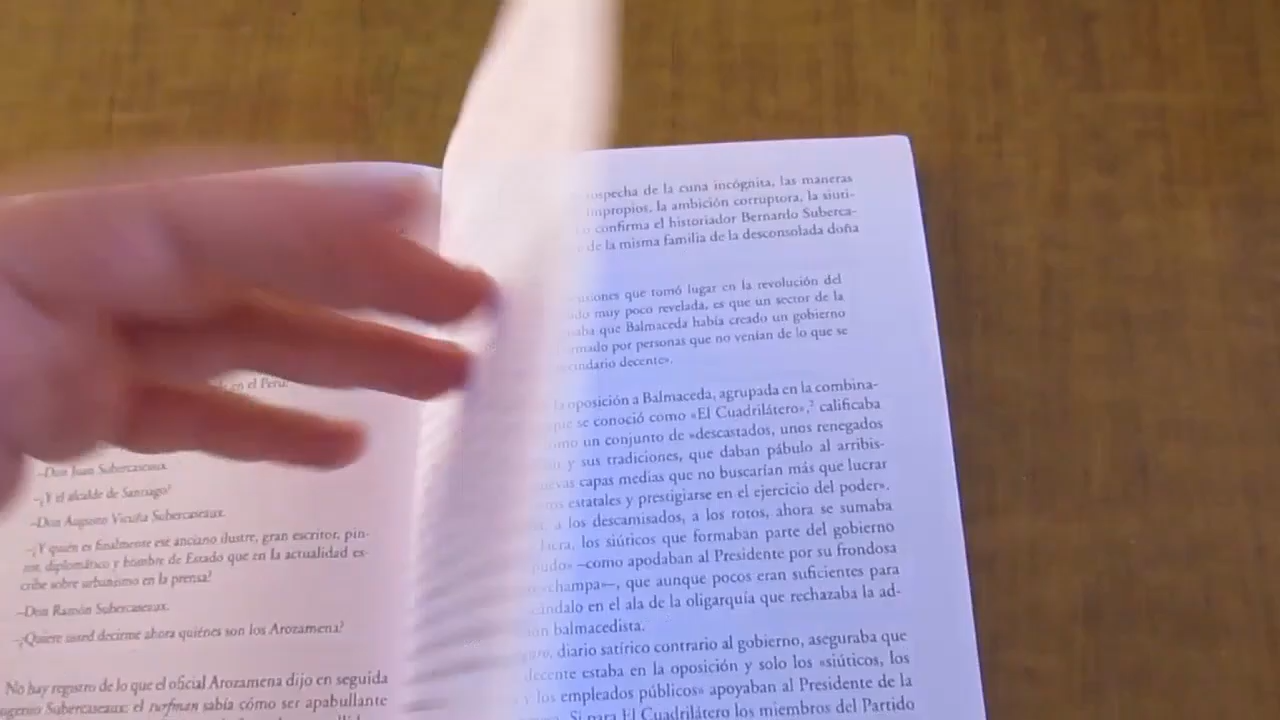 en el Perú.
–Don Juan Subercaseaux.
–¿Y el alcalde de Santiago?
–Don Augusto Vicuña Subercaseaux.
–¿Y quién es finalmente ese anciano ilustre, gran escritor, pin-
tor, diplomático y hombre de Estado que en la actualidad es-
cribe sobre urbanismo en la prensa?
–Don Ramón Subercaseaux.
–¿Quiere usted decirme ahora quiénes son los Arozamena?
No hay registro de lo que el oficial Arozamena dijo en seguida
Subercaseaux: el turfman sabía cómo ser apabullante
ospecha de la cuna incógnita, las maneras
impropios, la ambición corruptora, la siuti-
confirma el historiador Bernardo Suberca-
de la misma familia de la desconsolada doña
que tomó lugar en la revolución del
muy poco revelada, es que un sector de la
que Balmaceda había creado un gobierno
por personas que no venían de lo que se
decente».
oposición a Balmaceda, agrupada en la combina-
se conoció como «El Cuadrilátero»,² calificaba
un conjunto de «descastados, unos renegados
y sus tradiciones, que daban pábulo al arribis-
capas medias que no buscarían más que lucrar
estatales y prestigiarse en el ejercicio del poder».
a los descamisados, a los rotos, ahora se sumaba
los siúticos que formaban parte del gobierno
–como apodaban al Presidente por su frondosa
champa»–, que aunque pocos eran suficientes para
en el ala de la oligarquía que rechazaba la ad-
balmacedista.
diario satírico contrario al gobierno, aseguraba que
decente estaba en la oposición y solo los «siúticos, los
y los empleados públicos» apoyaban al Presidente de la
Si para El Cuadrilátero los miembros del Partido